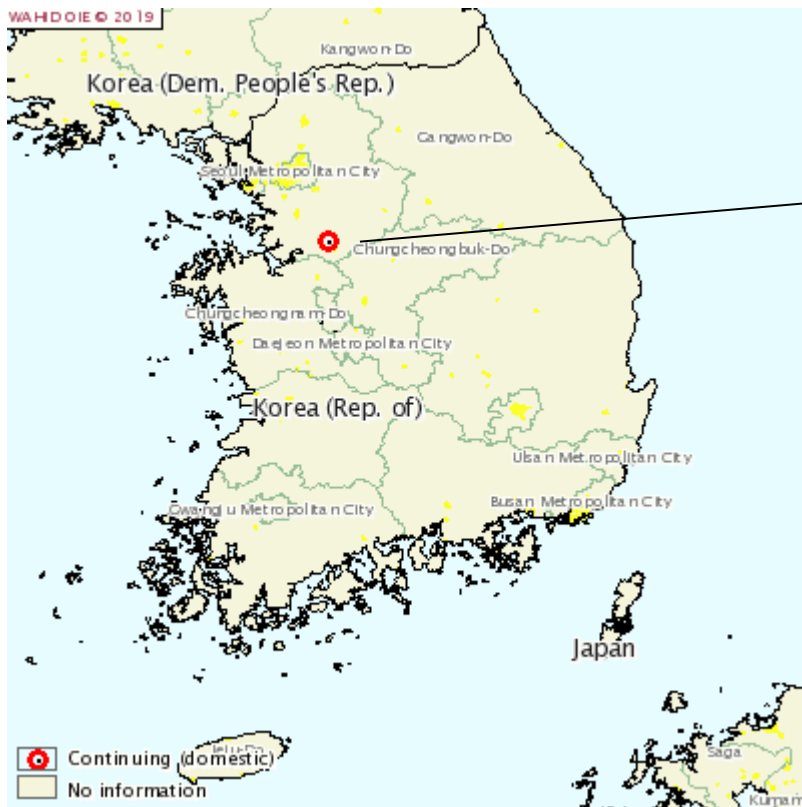 WAHID OIE © 2019
Kangwon-Do
Korea (Dem. People's Rep.)
Gangwon-Do
Seoul Metropolitan City
Chungcheongbuk-Do
Chungcheongnam-Do
Daejeon Metropolitan City
Korea (Rep. of)
Ulsan Metropolitan City
Busan Metropolitan City
Gwangju Metropolitan City
Japan
Jeju-Do
Saga
Continuing (domestic)
No information